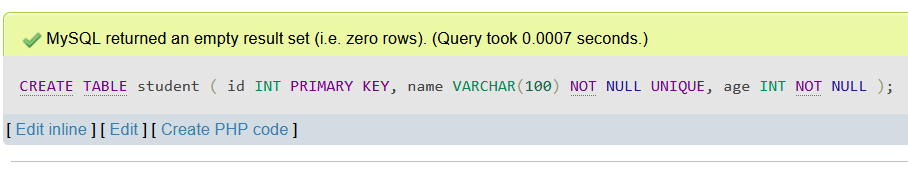 MySQL returned an empty result set (i.e. zero rows). (Query took 0.0007 seconds.)
CREATE TABLE student ( id INT PRIMARY KEY, name VARCHAR(100) NOT NULL UNIQUE, age INT NOT NULL );
[ Edit inline ] [ Edit ] [ Create PHP code ]